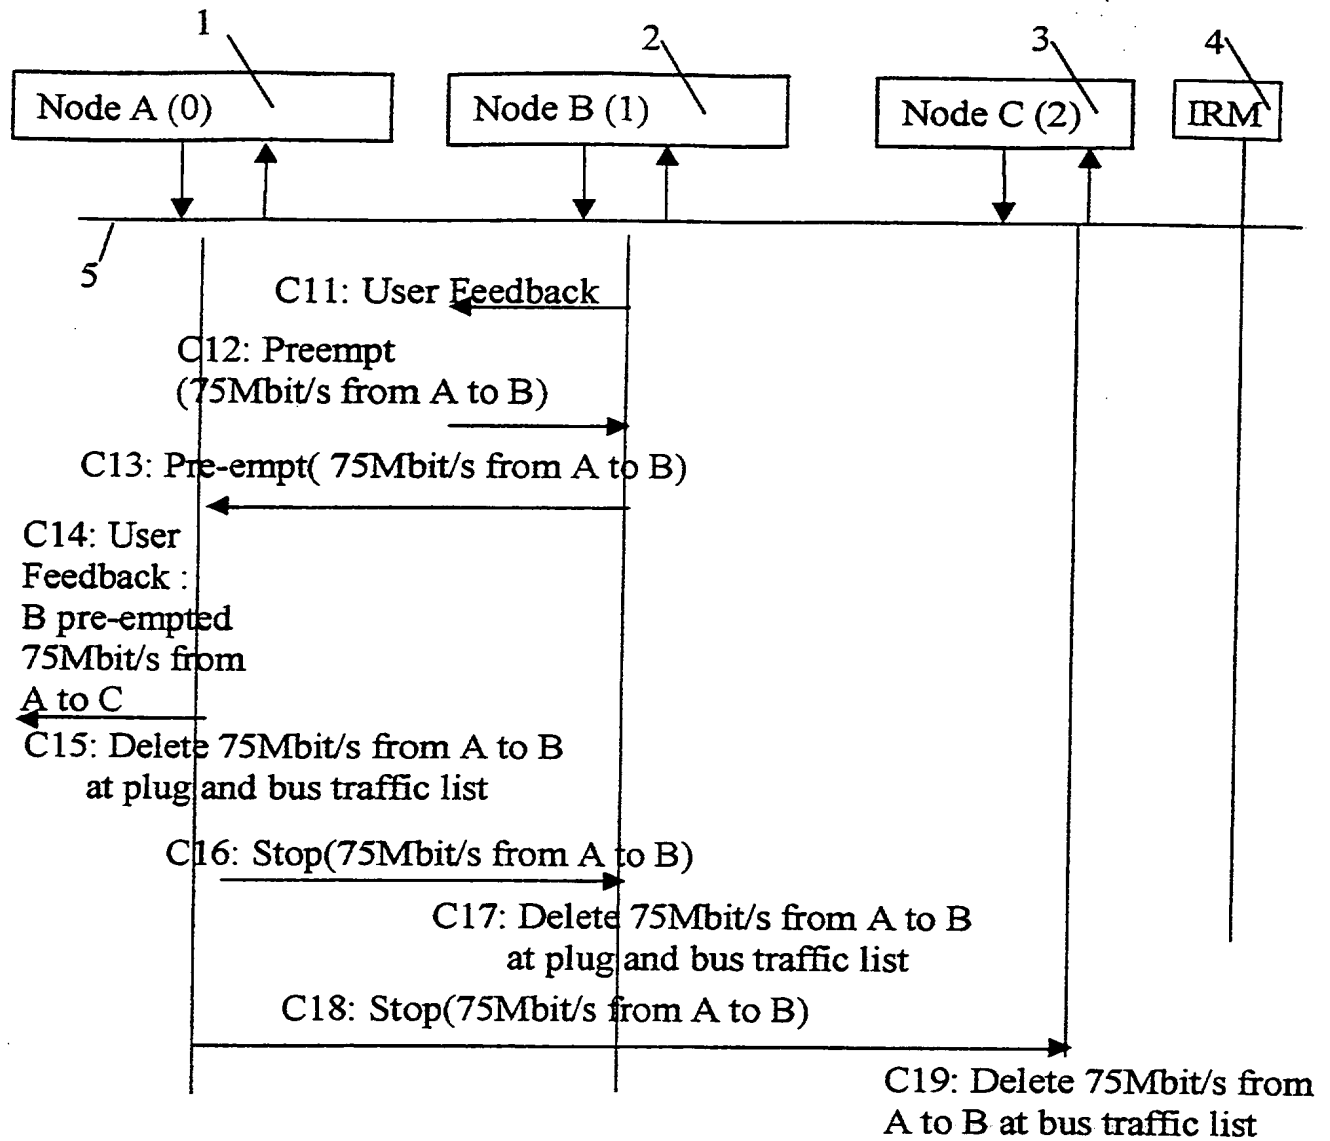 1
2
3
4
Node A (0)
Node B (1)
Node C (2)
IRM
5
C11: User Feedback
C12: Preempt
(75Mbit/s from A to B)
C13: Pre-empt( 75Mbit/s from A to B)
C14: User
Feedback :
B pre-empted
75Mbit/s from
A to C
C15: Delete 75Mbit/s from A to B
at plug and bus traffic list
C16: Stop(75Mbit/s from A to B)
C17: Delete 75Mbit/s from A to B
at plug and bus traffic list
C18: Stop(75Mbit/s from A to B)
C19: Delete 75Mbit/s from
A to B at bus traffic list